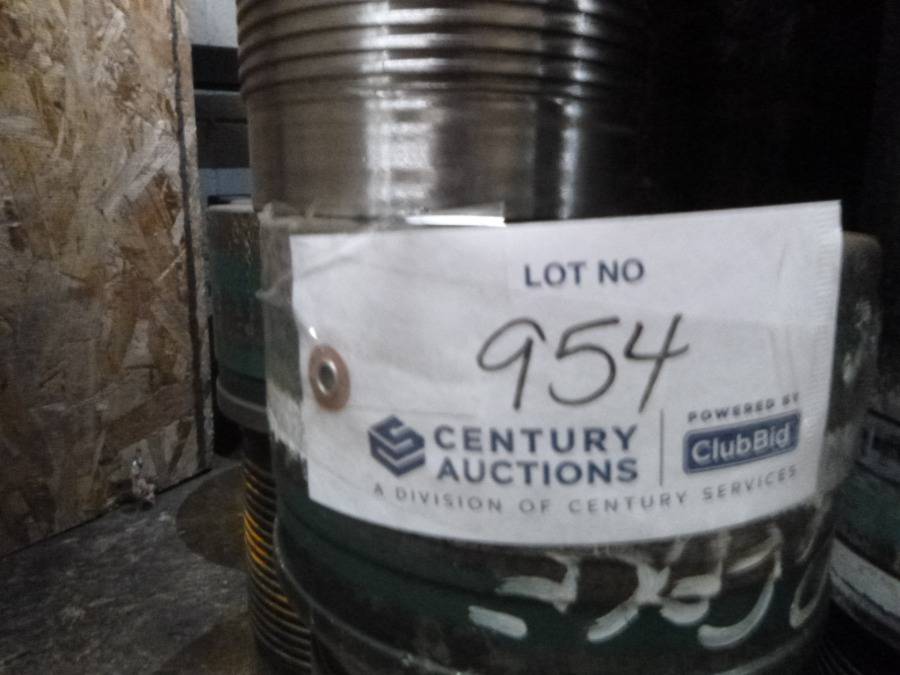 LOT NO
954
CENTURY
AUCTIONS
POWERED BY
ClubBid
A DIVISION OF CENTURY SERVICES